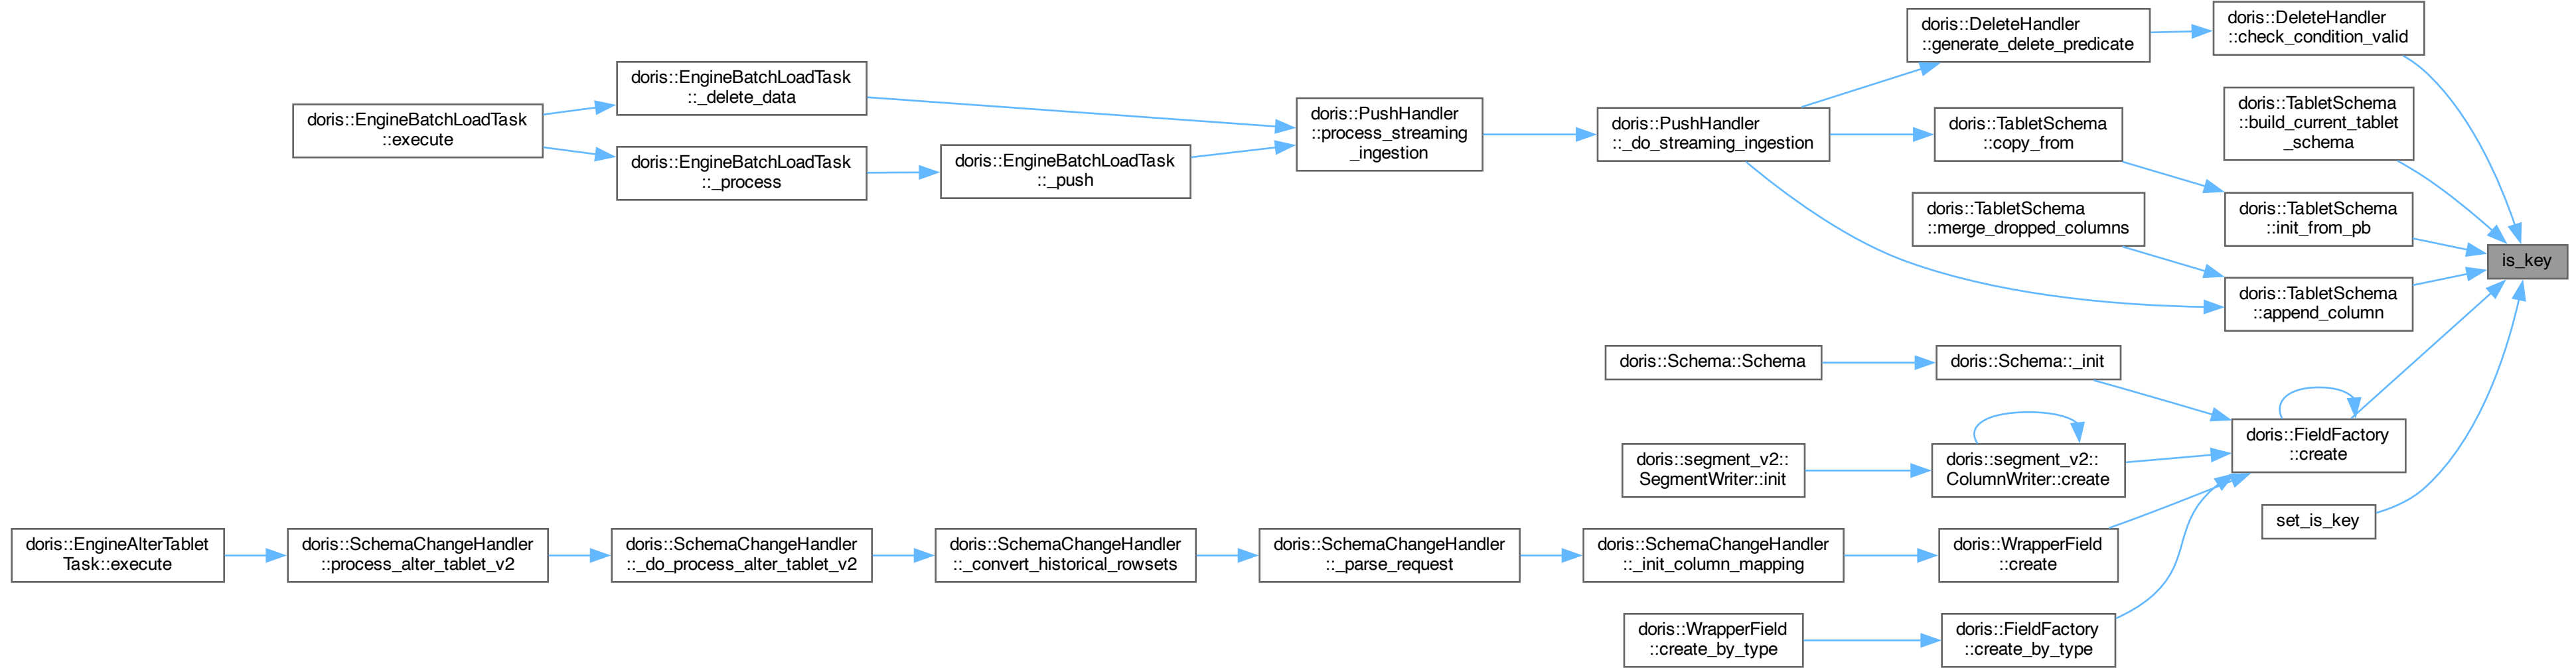 doris::DeleteHandler
::check_condition_valid
doris::DeleteHandler
::generate_delete_predicate
doris::EngineBatchLoadTask
::_delete_data
doris::EngineBatchLoadTask
::execute
doris::PushHandler
::process_streaming
_ingestion
doris::PushHandler
::_do_streaming_ingestion
doris::TabletSchema
::copy_from
doris::TabletSchema
::build_current_tablet
_schema
doris::EngineBatchLoadTask
::_process
doris::EngineBatchLoadTask
::_push
doris::TabletSchema
::merge_dropped_columns
doris::TabletSchema
::init_from_pb
is_key
doris::TabletSchema
::append_column
doris::Schema::Schema
doris::Schema::_init
doris::FieldFactory
::create
doris::segment_v2::
SegmentWriter::init
doris::segment_v2::
ColumnWriter::create
set_is_key
doris::EngineAlterTablet
Task::execute
doris::SchemaChangeHandler
::process_alter_tablet_v2
doris::SchemaChangeHandler
::_do_process_alter_tablet_v2
doris::SchemaChangeHandler
::_convert_historical_rowsets
doris::SchemaChangeHandler
::_parse_request
doris::SchemaChangeHandler
::_init_column_mapping
doris::WrapperField
::create
doris::WrapperField
::create_by_type
doris::FieldFactory
::create_by_type